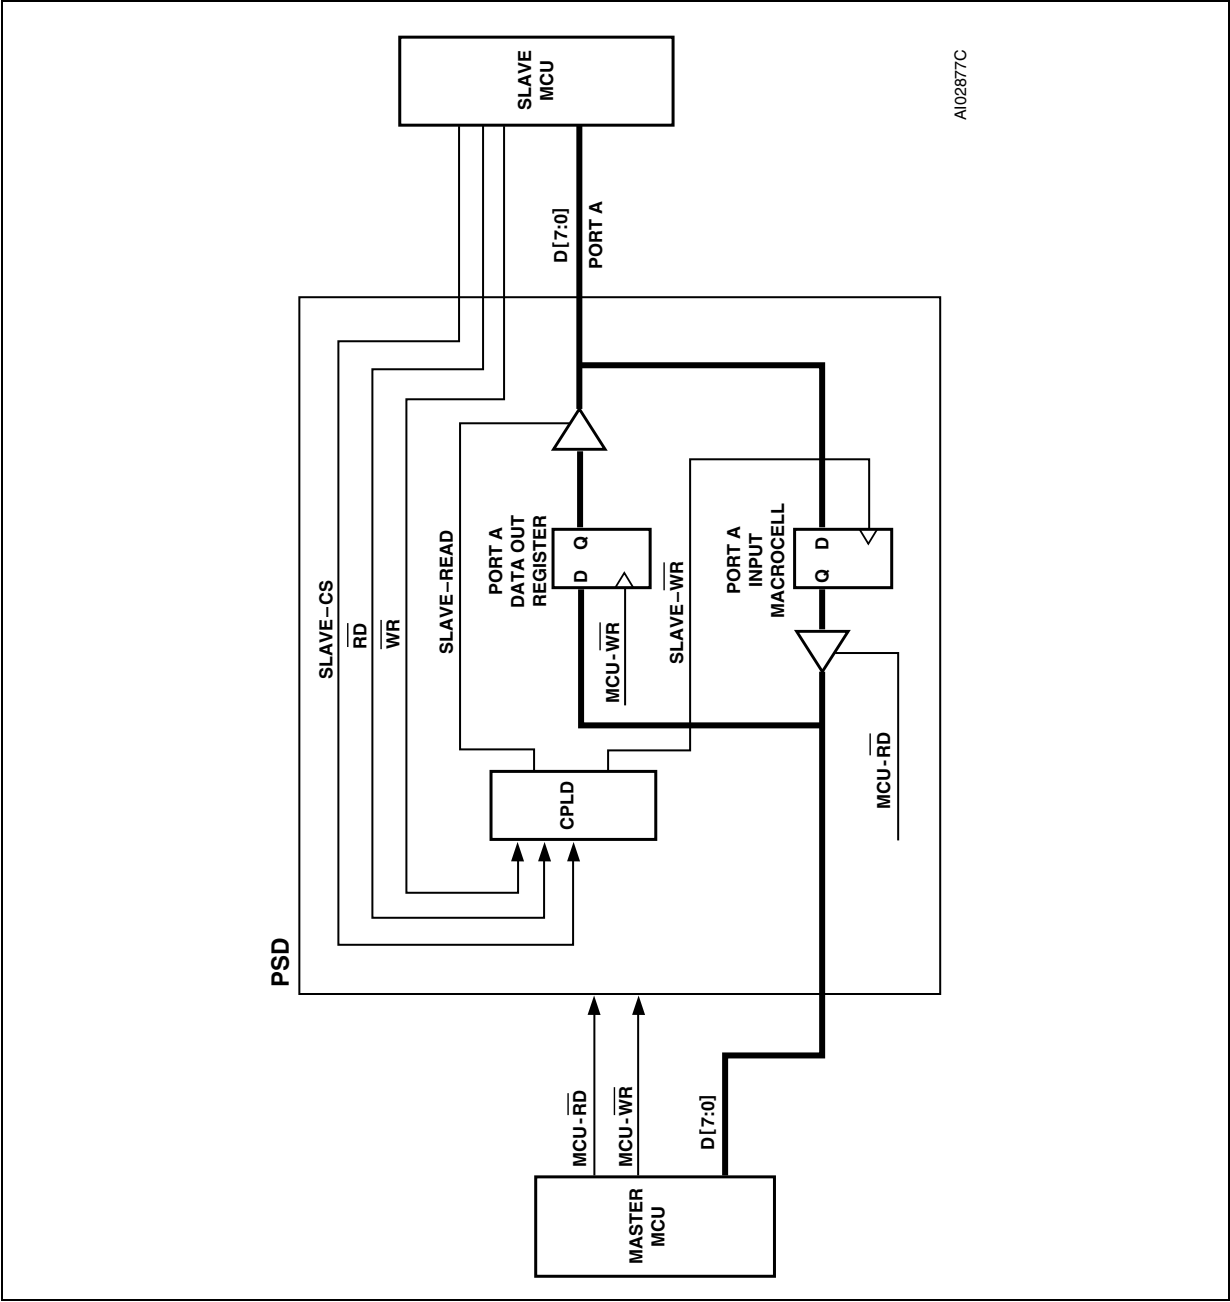 PSD
MASTER
MCU
MCU-RD
MCU-WR
D[7:0]
SLAVE–CS
RD
WR
CPLD
SLAVE–READ
PORT A
DATA OUT
REGISTER
D Q
MCU-WR
SLAVE-WR
PORT A
INPUT
MACROCELL
Q D
MCU-RD
D[7:0]
PORT A
SLAVE
MCU
AI02877C